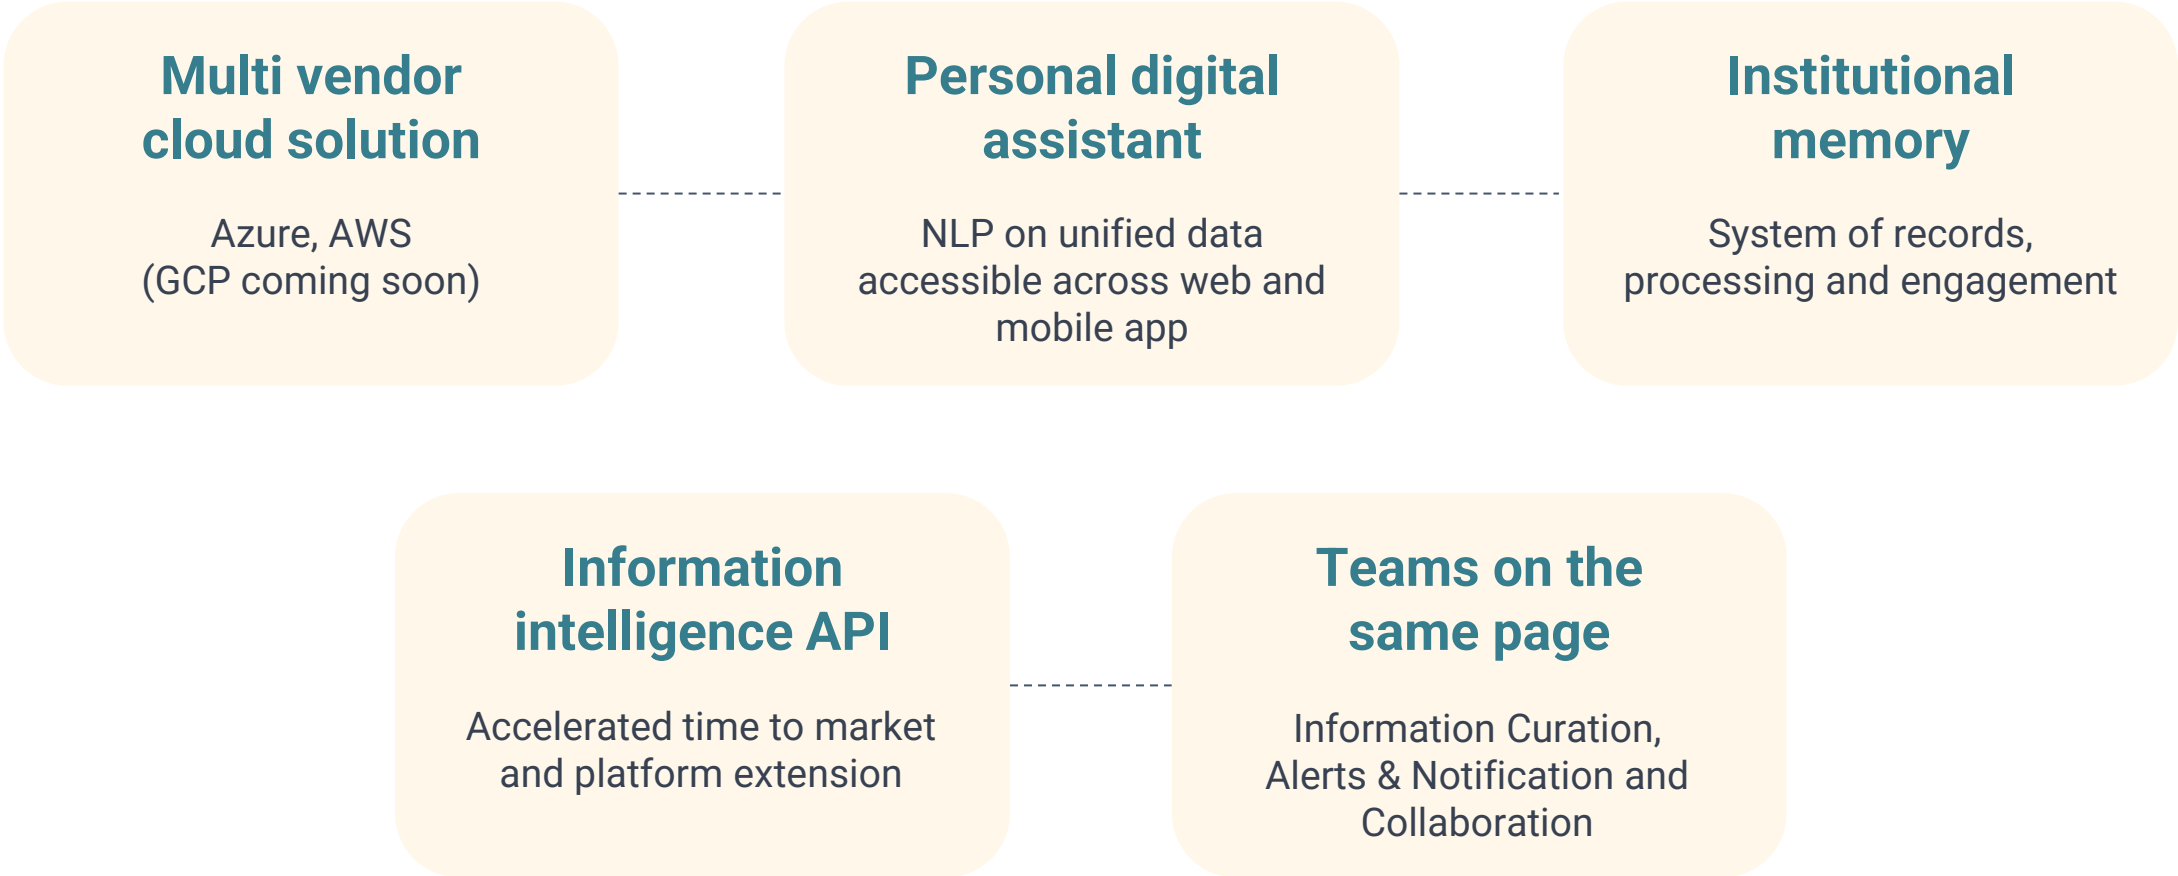 Multi vendor
cloud solution
Azure, AWS
(GCP coming soon)
Personal digital
assistant
NLP on unified data
accessible across web and
mobile app
Institutional
memory
System of records,
processing and engagement
Information
intelligence API
Accelerated time to market
and platform extension
Teams on the
same page
Information Curation,
Alerts & Notification and
Collaboration